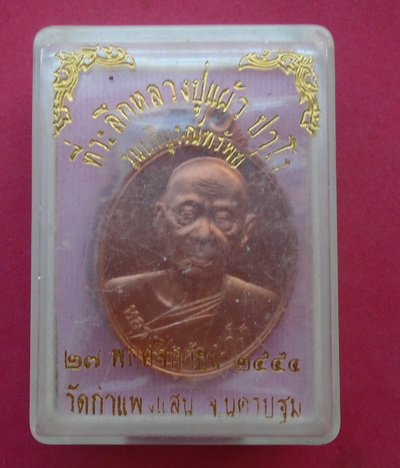 ที่ระลึกหลวงปู่แผ้ว ปวโร
๒๗ พฤศจิกายน ๒๕๕๔
วัดกำแพงแสน จ.นครปฐม